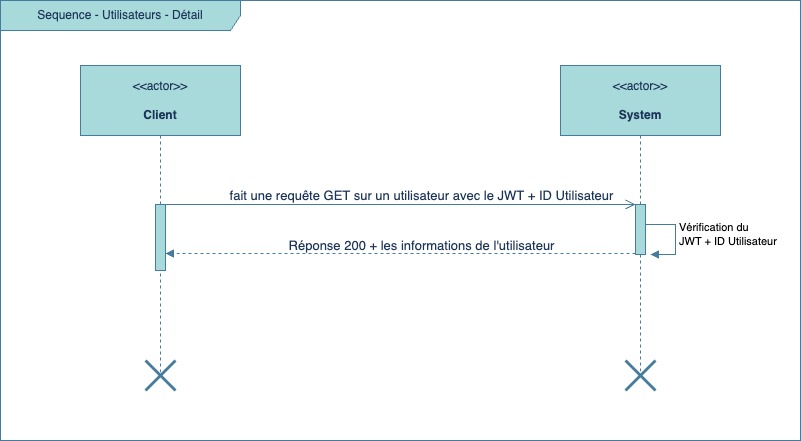 Sequence - Utilisateurs - Détail
<<actor>>
Client
<<actor>>
System
fait une requête GET sur un utilisateur avec le JWT + ID Utilisateur
Vérification du
JWT + ID Utilisateur
Réponse 200 + les informations de l'utilisateur